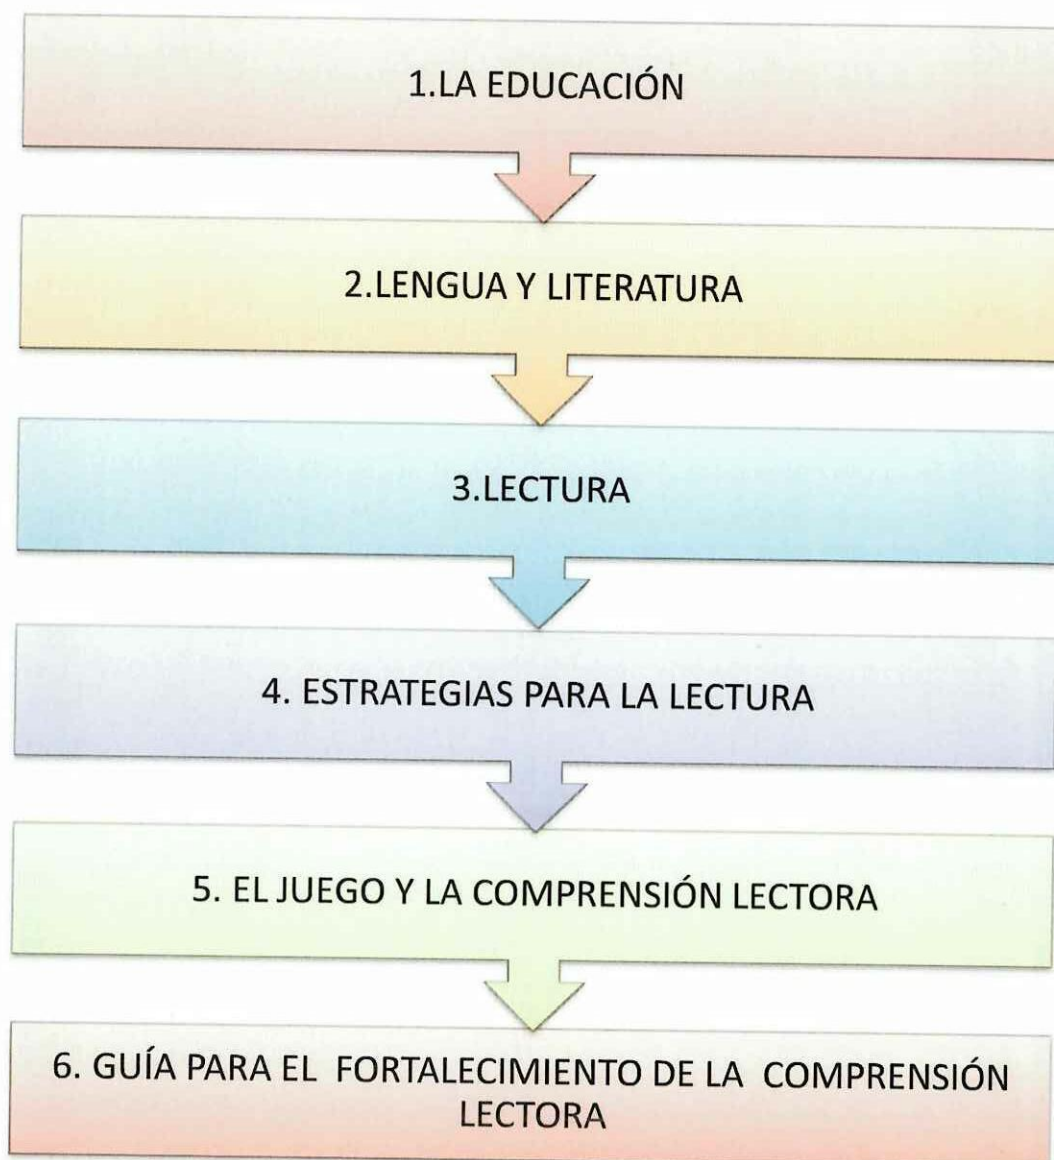 1.LA EDUCACIÓN
2.LENGUA Y LITERATURA
3.LECTURA
4. ESTRATEGIAS PARA LA LECTURA
5. EL JUEGO Y LA COMPRENSIÓN LECTORA
6. GUÍA PARA EL FORTALECIMIENTO DE LA COMPRENSIÓN
LECTORA